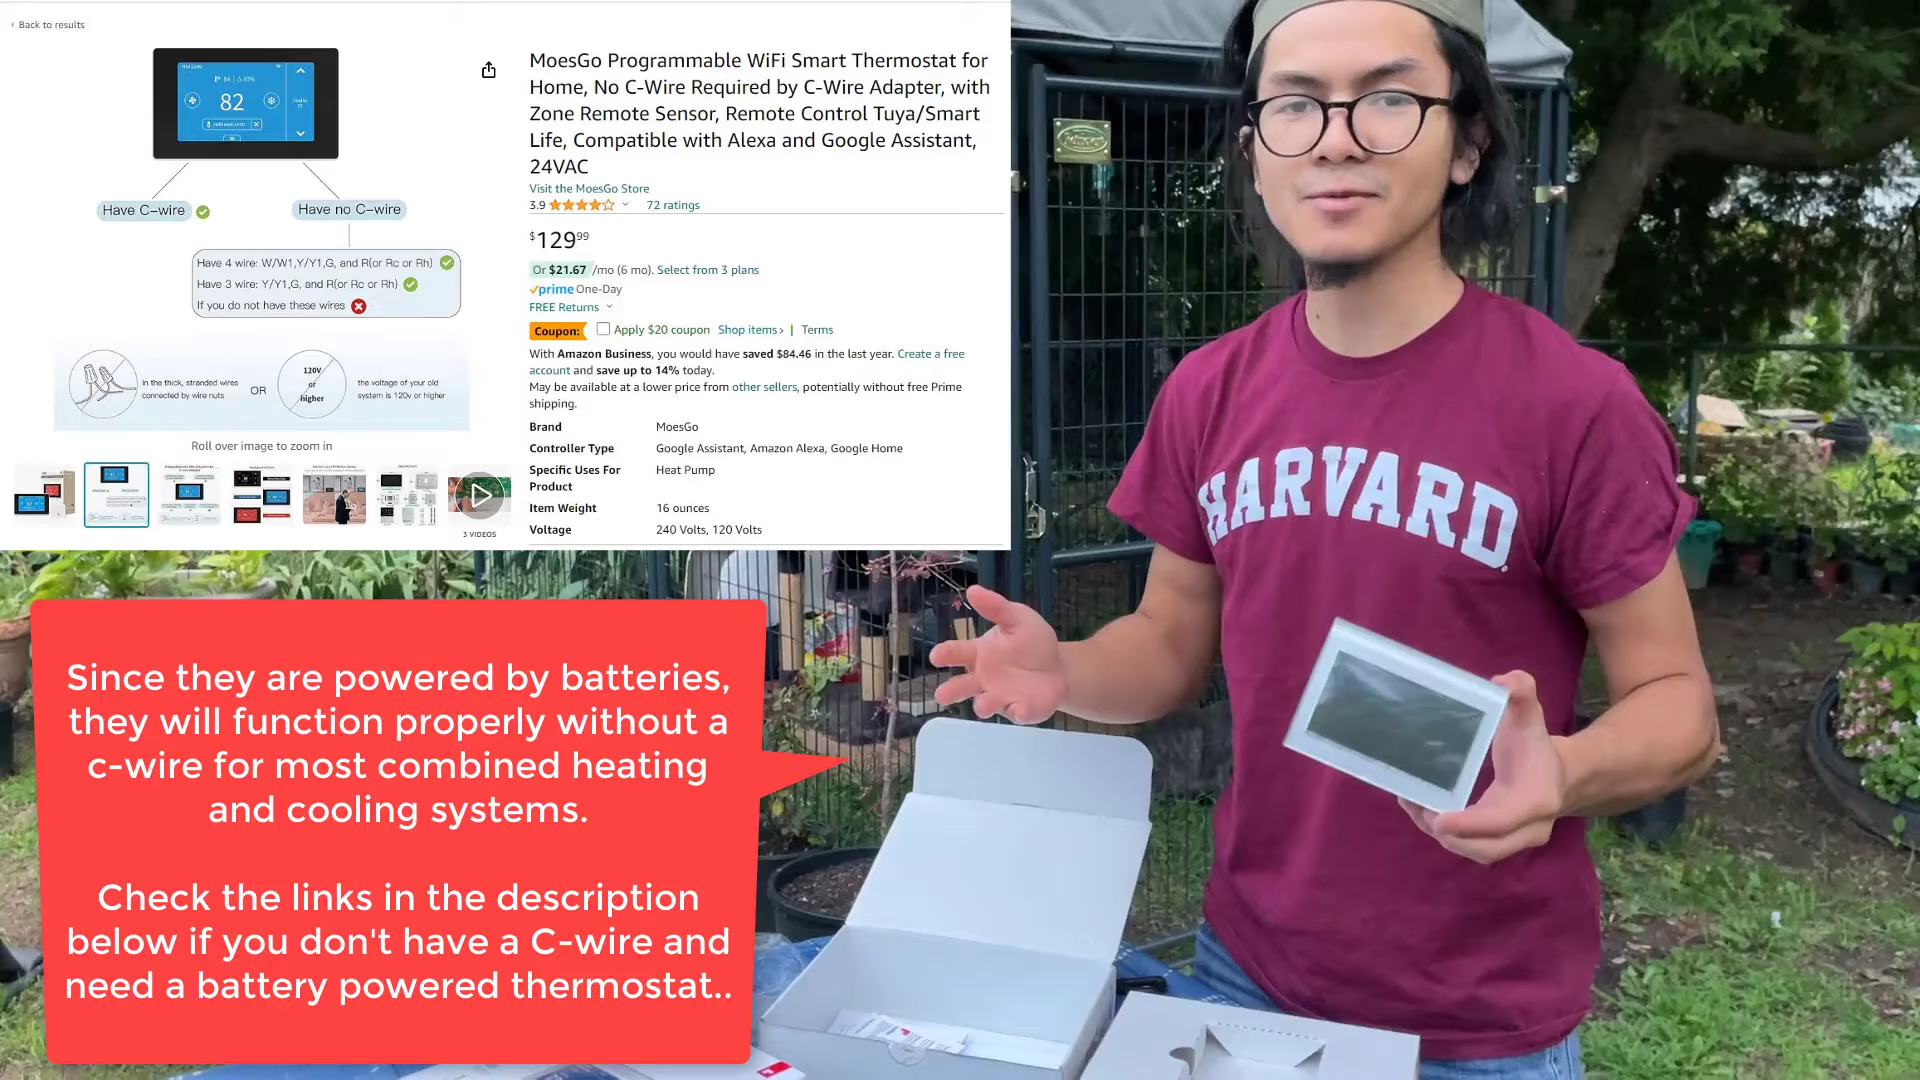 ‹ Back to results
84 40%
82
Have C-wire
Have no C-wire
Have 4 wire: W/W1,Y/Y1,G, and R(or Rc or Rh)
Have 3 wire: Y/Y1,G, and R(or Rc or Rh)
If you do not have these wires
In the thick, stranded wires
connected by wire nuts
OR
120V
or
higher
the voltage of your old
system is 120v or higher
Roll over image to zoom in
3 VIDEOS
MoesGo Programmable WiFi Smart Thermostat for
Home, No C-Wire Required by C-Wire Adapter, with
Zone Remote Sensor, Remote Control Tuya/Smart
Life, Compatible with Alexa and Google Assistant,
24VAC
Visit the MoesGo Store
3.9 72 ratings
$12999
Or $21.67 /mo (6 mo). Select from 3 plans
prime One-Day
FREE Returns
Coupon: Apply $20 coupon Shop items › | Terms
With Amazon Business, you would have saved $84.46 in the last year. Create a free
account and save up to 14% today.
May be available at a lower price from other sellers, potentially without free Prime
shipping.
Brand MoesGo
Controller Type Google Assistant, Amazon Alexa, Google Home
Specific Uses For Heat Pump
Product
Item Weight 16 ounces
Voltage 240 Volts, 120 Volts
HARVARD
Since they are powered by batteries,
they will function properly without a
c-wire for most combined heating
and cooling systems.
Check the links in the description
below if you don't have a C-wire and
need a battery powered thermostat..